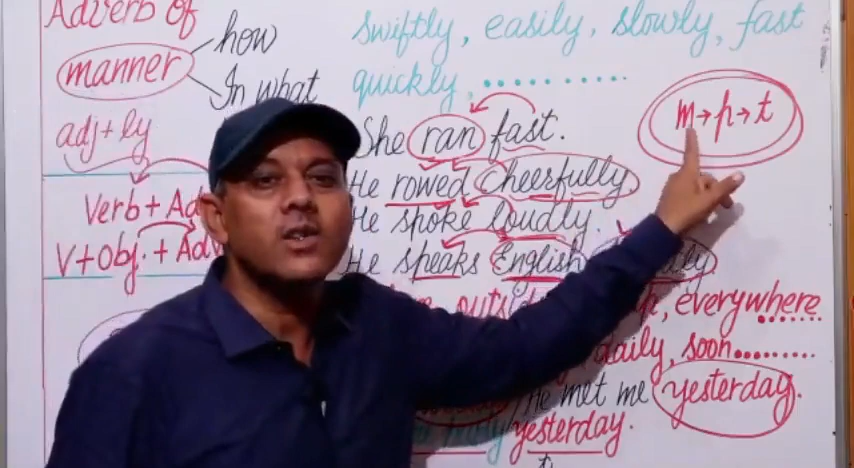 Adverb of
manner
how
In what
adj + ly
Verb + Ad
V + Obj. + Adv
swiftly, easily, slowly, fast
quickly, ..............
She ran fast.
He rowed cheerfully
He spoke loudly.
He speaks English
m → p → t
, everywhere
daily, soon..........
He met me yesterday.
yesterday.